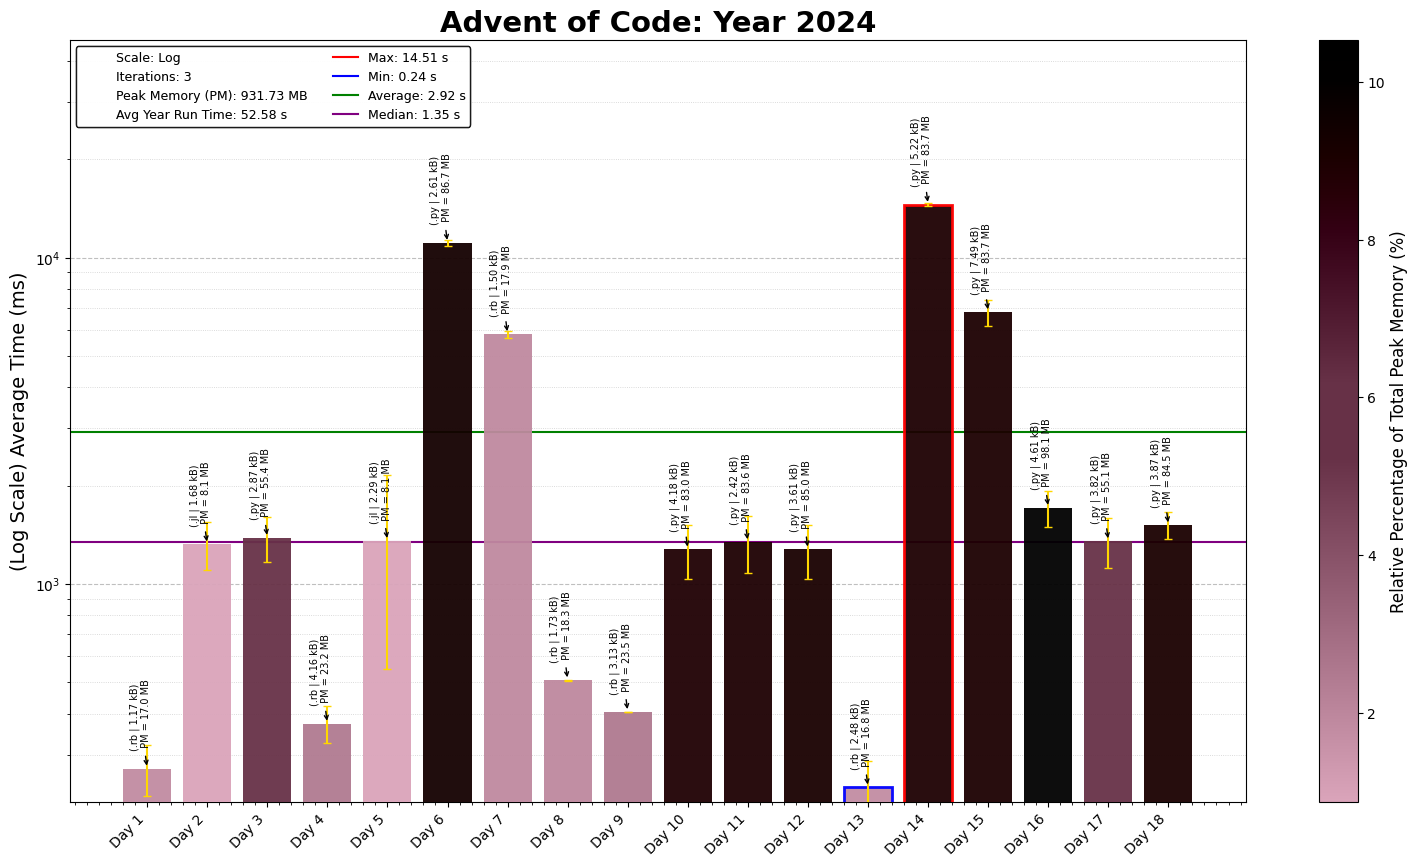 Advent of Code: Year 2024
Scale: Log
Iterations: 3
Peak Memory (PM): 931.73 MB
Avg Year Run Time: 52.58 s
Max: 14.51 s
Min: 0.24 s
Average: 2.92 s
Median: 1.35 s
(Log Scale) Average Time (ms)
10⁴
10³
(.rb | 1.17 kB)
PM = 17.0 MB
(.jl | 1.68 kB)
PM = 8.1 MB
(.py | 2.87 kB)
PM = 55.4 MB
(.rb | 4.16 kB)
PM = 23.2 MB
(.jl | 2.29 kB)
PM = 8.1 MB
(.py | 2.61 kB)
PM = 86.7 MB
(.rb | 1.50 kB)
PM = 17.9 MB
(.rb | 1.73 kB)
PM = 18.3 MB
(.rb | 3.13 kB)
PM = 23.5 MB
(.py | 4.18 kB)
PM = 83.0 MB
(.py | 2.42 kB)
PM = 83.6 MB
(.py | 3.61 kB)
PM = 85.0 MB
(.rb | 2.48 kB)
PM = 16.8 MB
(.py | 5.22 kB)
PM = 83.7 MB
(.py | 7.49 kB)
PM = 83.7 MB
(.py | 4.61 kB)
PM = 98.1 MB
(.py | 3.82 kB)
PM = 55.1 MB
(.py | 3.87 kB)
PM = 84.5 MB
Day 1
Day 2
Day 3
Day 4
Day 5
Day 6
Day 7
Day 8
Day 9
Day 10
Day 11
Day 12
Day 13
Day 14
Day 15
Day 16
Day 17
Day 18
10
8
6
4
2
Relative Percentage of Total Peak Memory (%)